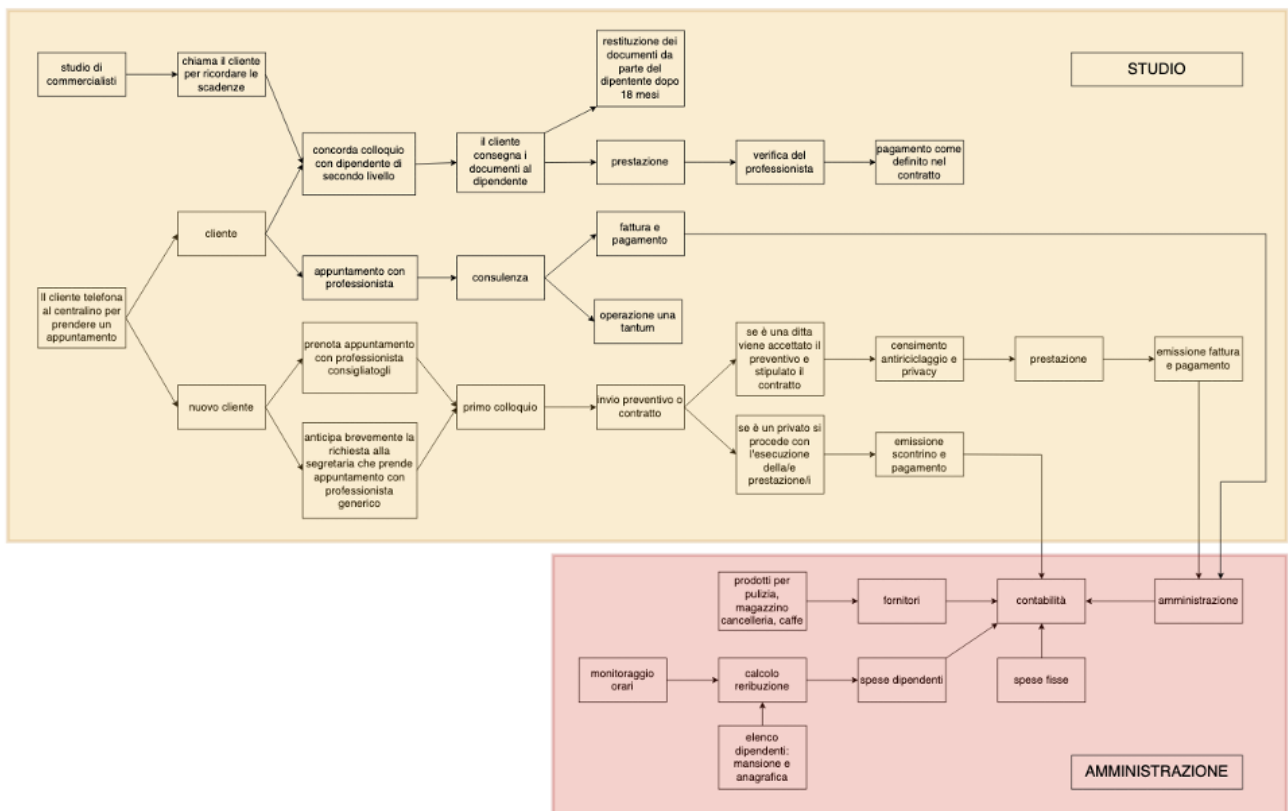 studio di
commercialisti
chiama il cliente
per ricordare le
scadenze
restituzione dei
documenti da
parte del
dipentente dopo
18 mesi
STUDIO
concorda colloquio
con dipendente di
secondo livello
il cliente
consegna i
documenti al
dipendente
prestazione
verifica del
professionista
pagamento come
definito nel
contratto
cliente
fattura e
pagamento
appuntamento con
professionista
consulenza
operazione una
tantum
Il cliente telefona
al centralino per
prendere un
appuntamento
prenota appuntamento
con professionista
consigliatogli
nuovo cliente
anticipa brevemente la
richiesta alla
segretaria che prende
appuntamento con
professionista
generico
primo colloquio
invio preventivo o
contratto
se è una ditta
viene accettato il
preventivo e
stipulato il
contratto
censimento
antiriciclaggio e
privacy
prestazione
emissione fattura
e pagamento
se è un privato si
procede con
l'esecuzione
della/e
prestazione/i
emissione
scontrino e
pagamento
prodotti per
pulizia,
magazzino
cancelleria, caffe
fornitori
contabilità
amministrazione
monitoraggio
orari
calcolo
reribuzione
spese dipendenti
spese fisse
elenco
dipendenti:
mansione e
anagrafica
AMMINISTRAZIONE